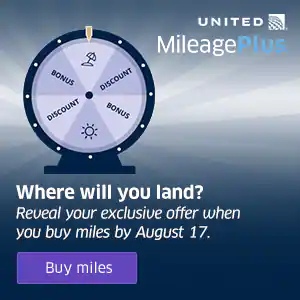 UNITED
MileagePlus
BONUS
DISCOUNT
DISCOUNT
BONUS
Where will you land?
Reveal your exclusive offer when
you buy miles by August 17.
Buy miles